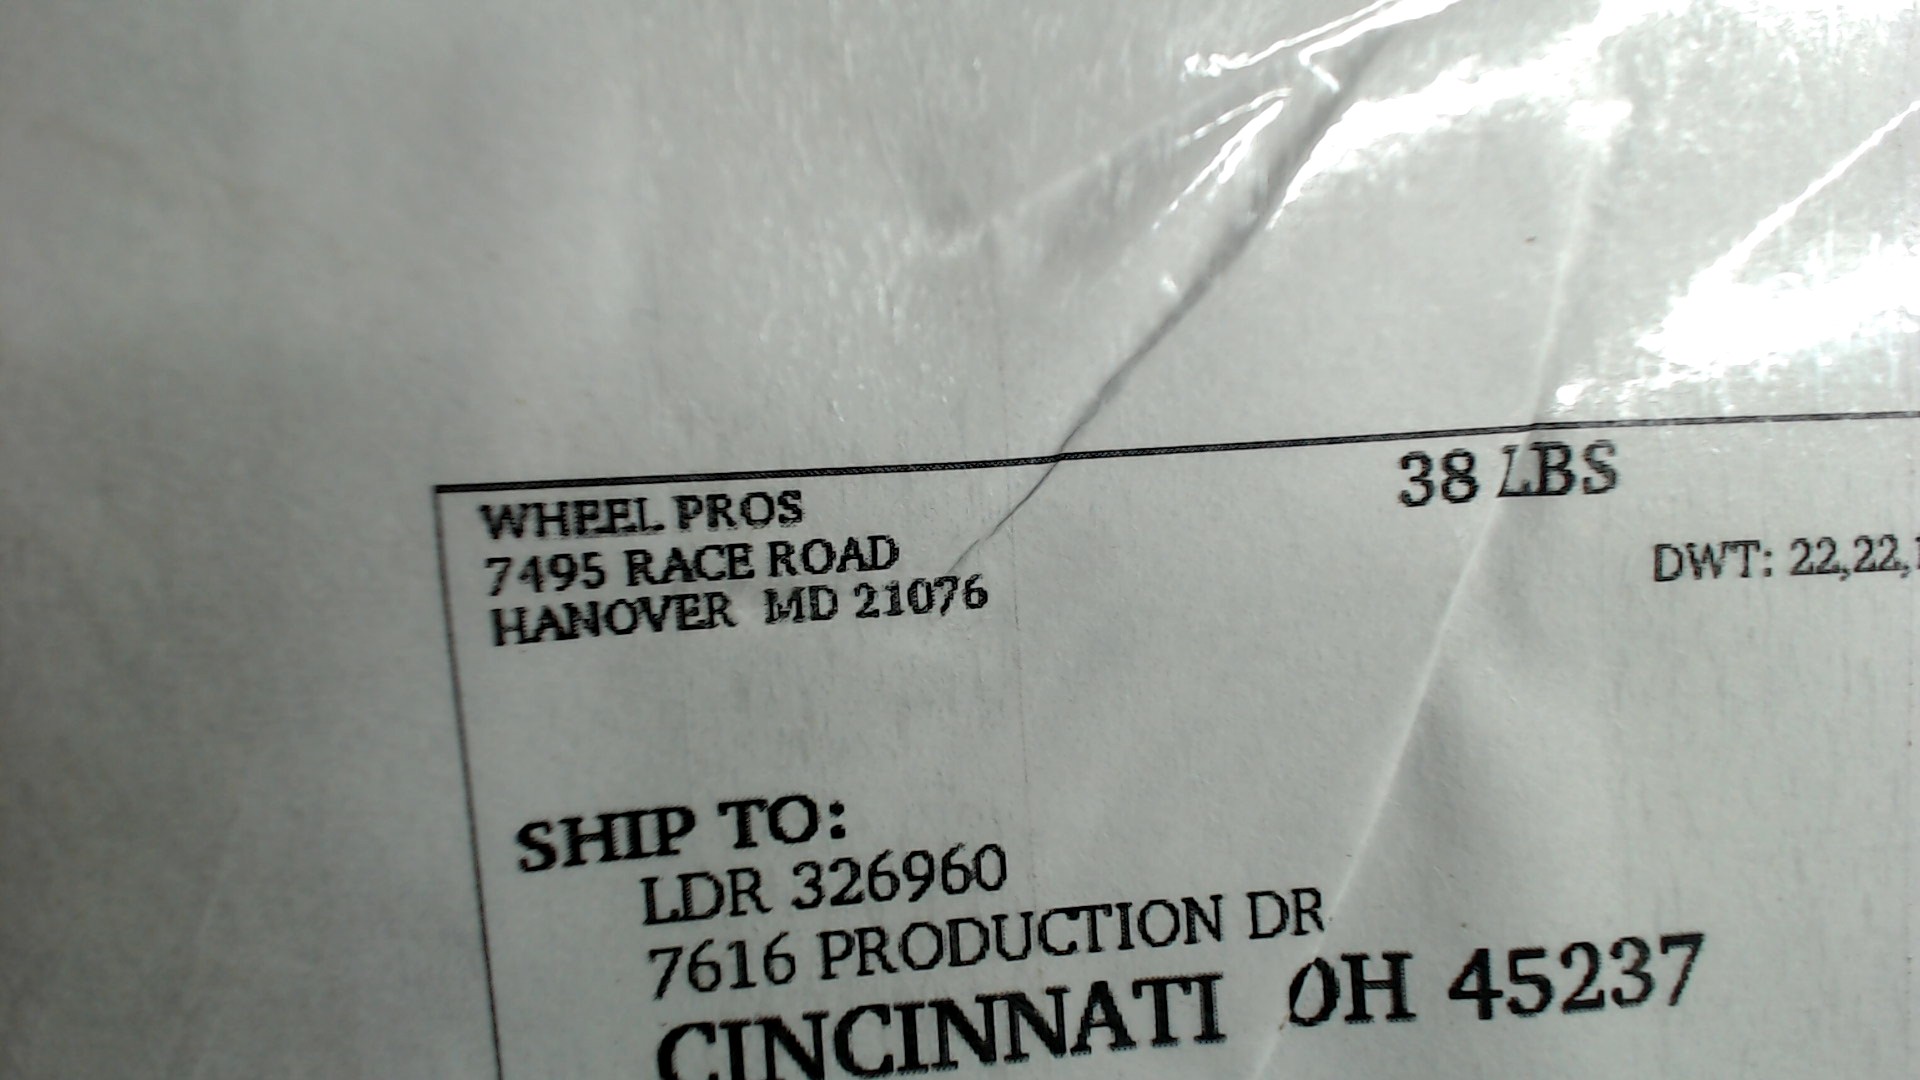 WHEEL PROS
7495 RACE ROAD
HANOVER MD 21076
38 LBS
DWT: 22,22,
SHIP TO:
LDR 326960
7616 PRODUCTION DR
CINCINNATI OH 45237